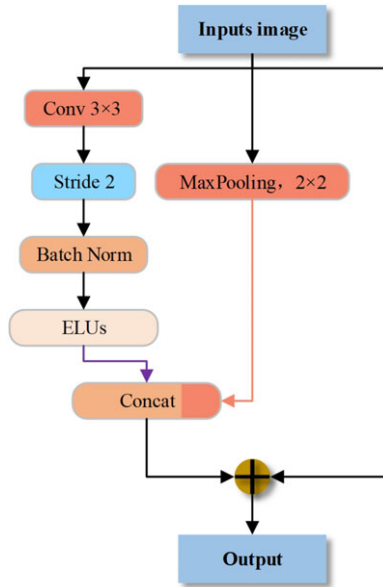 Inputs image
Conv 3×3
Stride 2
MaxPooling，2×2
Batch Norm
ELUs
Concat
Output